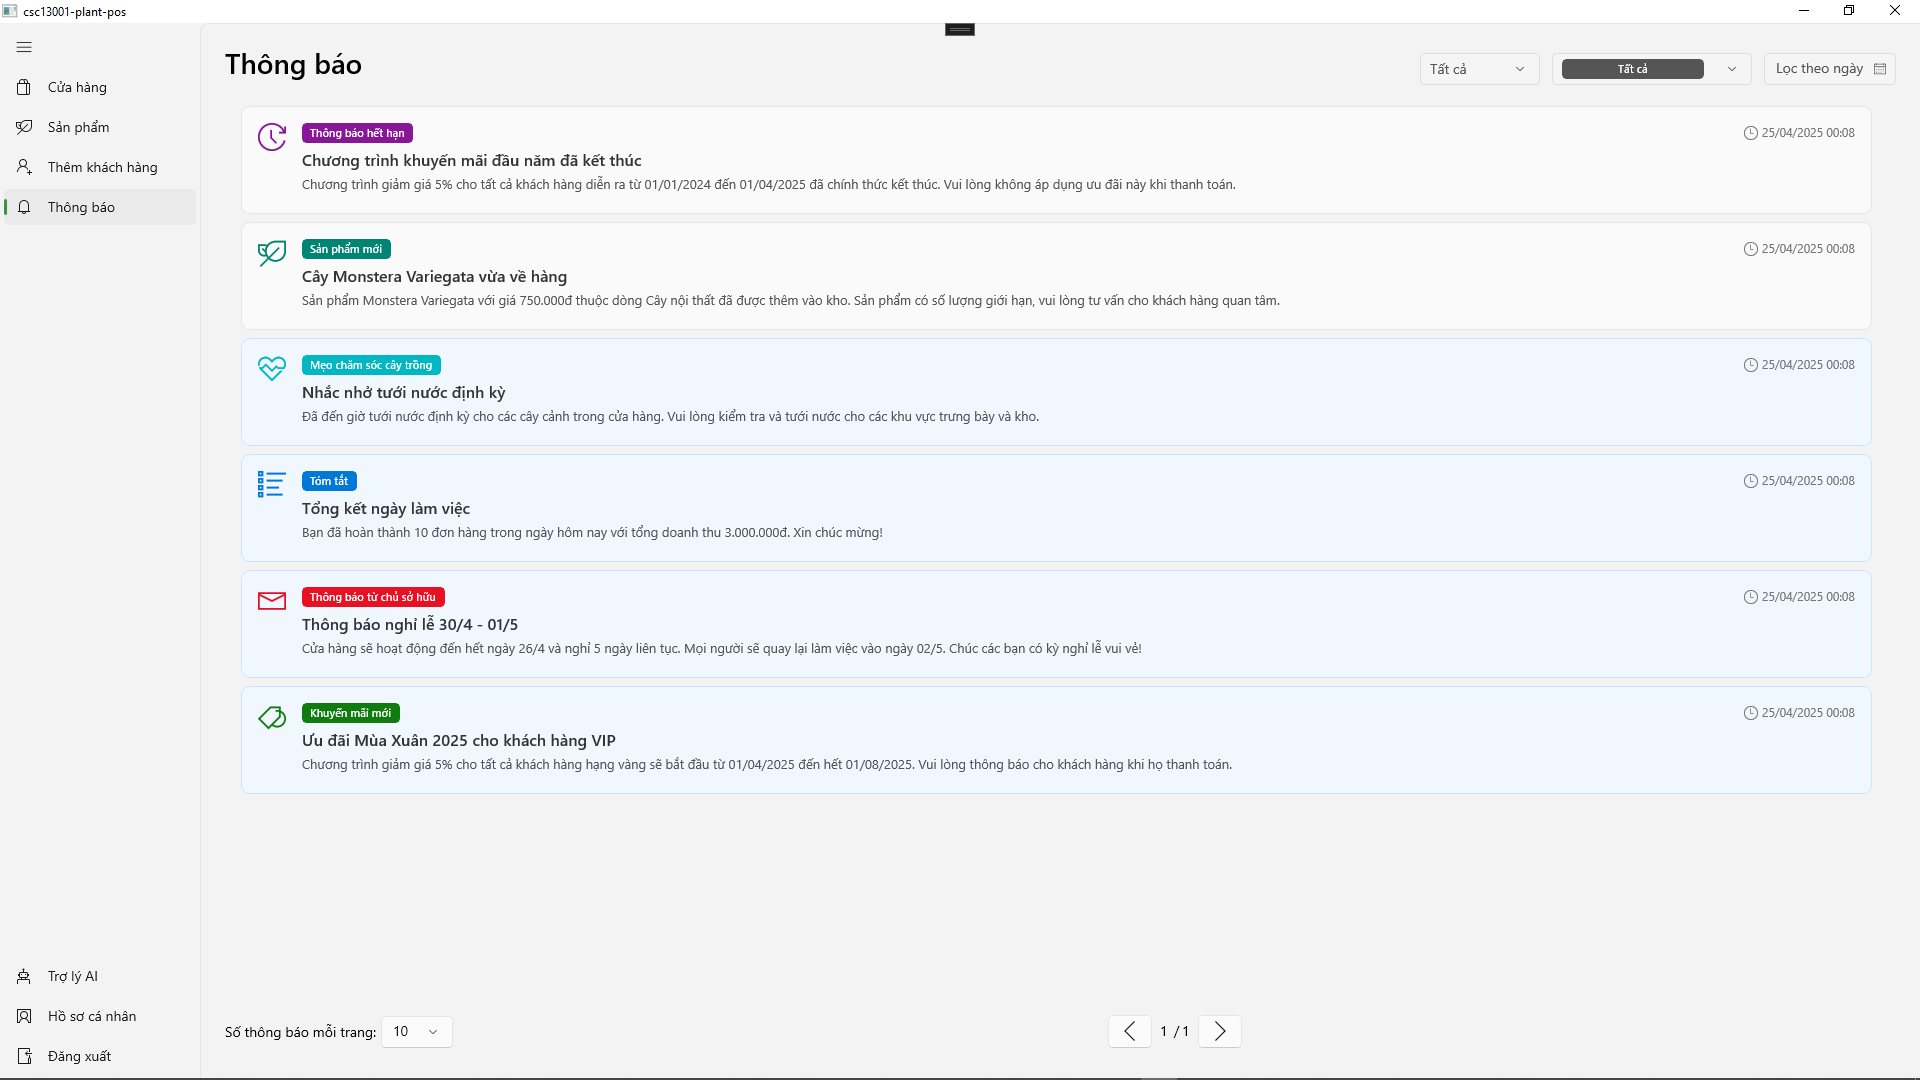 csc13001-plant-pos
Cửa hàng
Sản phẩm
Thêm khách hàng
Thông báo
Thông báo
Tất cả
Tất cả
Lọc theo ngày
Thông báo hết hạn
25/04/2025 00:08
Chương trình khuyến mãi đầu năm đã kết thúc
Chương trình giảm giá 5% cho tất cả khách hàng diễn ra từ 01/01/2024 đến 01/04/2025 đã chính thức kết thúc. Vui lòng không áp dụng ưu đãi này khi thanh toán.
Sản phẩm mới
25/04/2025 00:08
Cây Monstera Variegata vừa về hàng
Sản phẩm Monstera Variegata với giá 750.000đ thuộc dòng Cây nội thất đã được thêm vào kho. Sản phẩm có số lượng giới hạn, vui lòng tư vấn cho khách hàng quan tâm.
Mẹo chăm sóc cây trồng
25/04/2025 00:08
Nhắc nhở tưới nước định kỳ
Đã đến giờ tưới nước định kỳ cho các cây cảnh trong cửa hàng. Vui lòng kiểm tra và tưới nước cho các khu vực trưng bày và kho.
Tóm tắt
25/04/2025 00:08
Tổng kết ngày làm việc
Bạn đã hoàn thành 10 đơn hàng trong ngày hôm nay với tổng doanh thu 3.000.000đ. Xin chúc mừng!
Thông báo từ chủ sở hữu
25/04/2025 00:08
Thông báo nghỉ lễ 30/4 - 01/5
Cửa hàng sẽ hoạt động đến hết ngày 26/4 và nghỉ 5 ngày liên tục. Mọi người sẽ quay lại làm việc vào ngày 02/5. Chúc các bạn có kỳ nghỉ lễ vui vẻ!
Khuyến mãi mới
25/04/2025 00:08
Ưu đãi Mùa Xuân 2025 cho khách hàng VIP
Chương trình giảm giá 5% cho tất cả khách hàng hạng vàng sẽ bắt đầu từ 01/04/2025 đến hết 01/08/2025. Vui lòng thông báo cho khách hàng khi họ thanh toán.
Trợ lý AI
Hồ sơ cá nhân
Đăng xuất
Số thông báo mỗi trang: 10
1 / 1